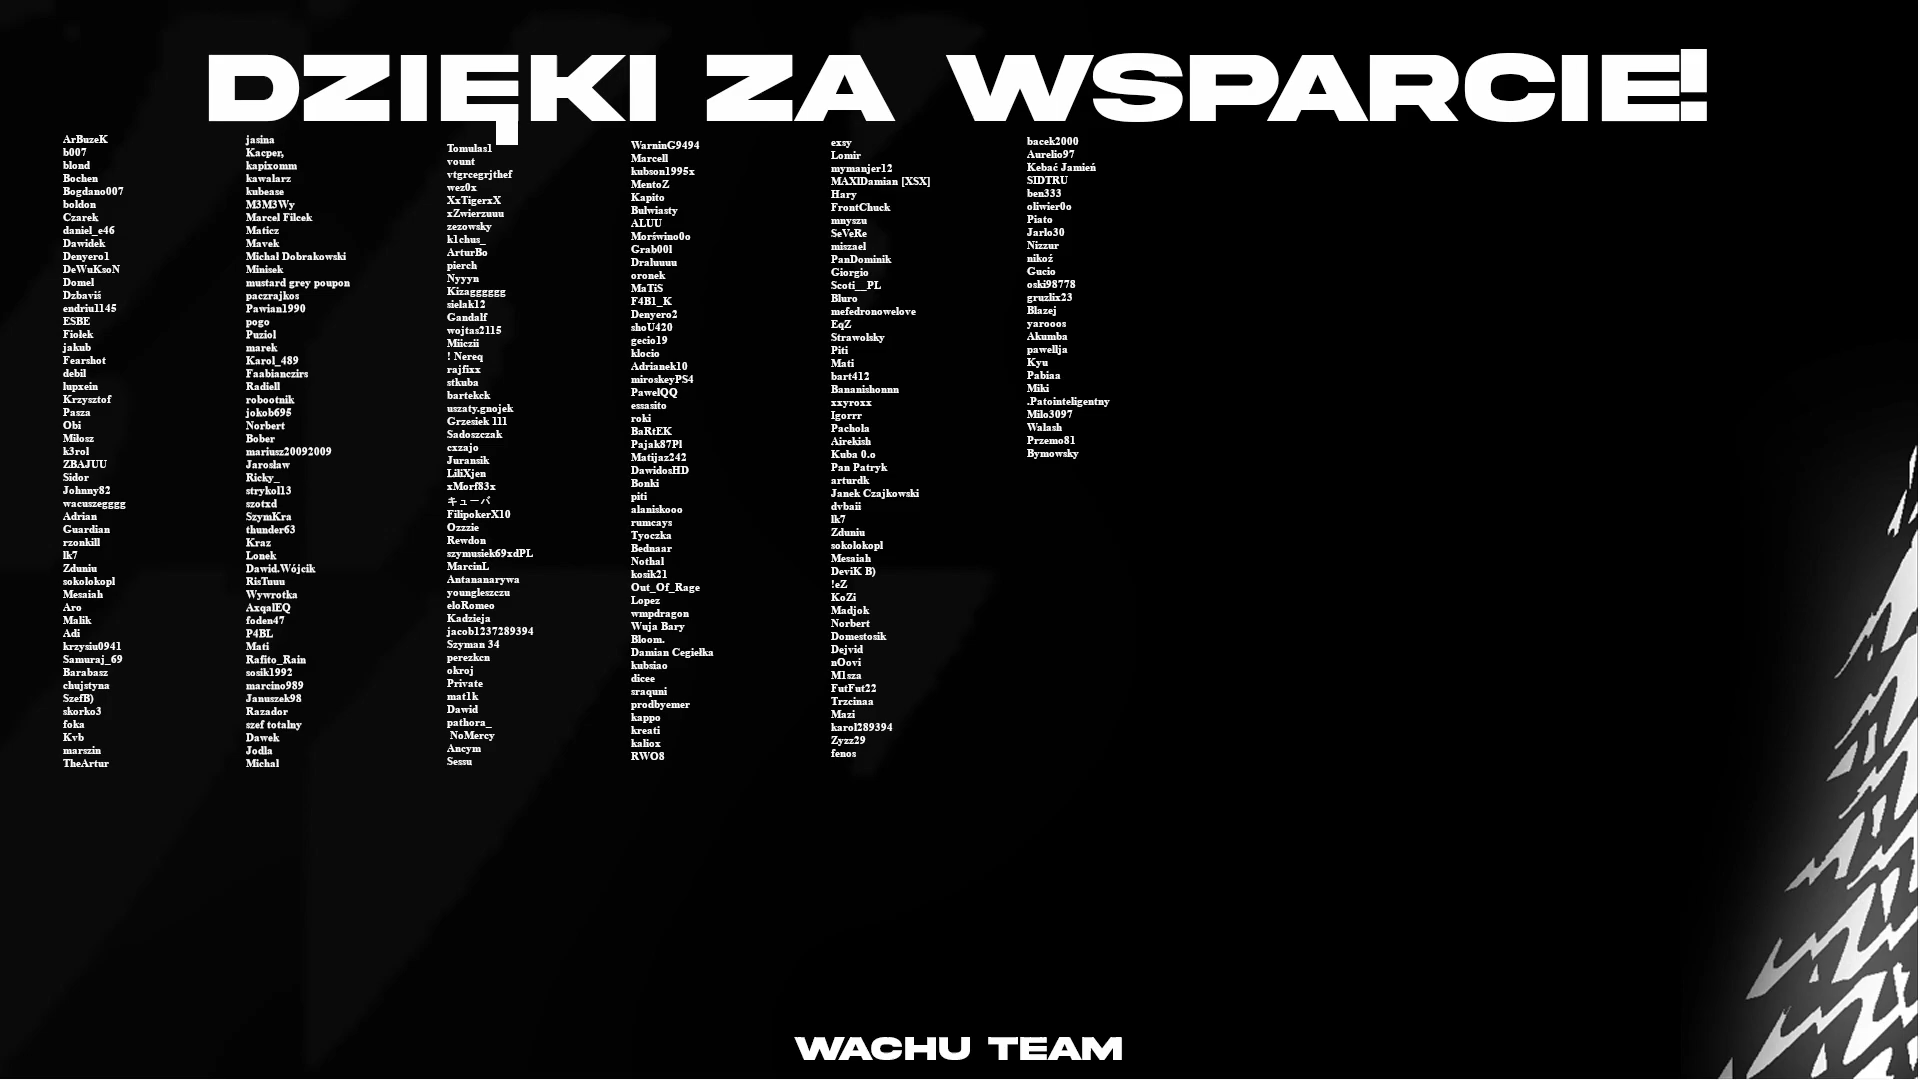 DZIĘKI ZA WSPARCIE!
ArBuzeK
b007
blond
Bochen
Bogdano007
boldon
Czarek
daniel_e46
Dawidek
Denyero1
DeWuKsoN
Domel
Dzbaviś
endriu1145
ESBE
Fiołek
jakub
Fearshot
debil
lupxein
Krzysztof
Pasza
Obi
Miłosz
k3rol
ZBAJUU
Sidor
Johnny82
wacuszegggg
Adrian
Guardian
rzonkill
lk7
Zduniu
sokolokopl
Mesaiah
Aro
Malik
Adi
krzysiu0941
Samuraj_69
Barabasz
chujstyna
SzefB)
skorko3
foka
Kvb
marszin
TheArtur
jasina
Kacper,
kapixomm
kawalarz
kubease
M3M3Wy
Marcel Filcek
Maticz
Mavek
Michał Dobrakowski
Minisek
mustard grey poupon
paczrajkos
Pawian1990
pogo
Puziol
marek
Karol_489
Faabianczirs
Radiell
robootnik
jokob695
Norbert
Bober
mariusz20092009
Jarosław
Ricky_
strykol13
szotxd
SzymKra
thunder63
Kraz
Lonek
Dawid.Wójcik
RisTuuu
Wywrotka
AxqalEQ
foden47
P4BL
Mati
Rafito_Rain
sosik1992
marcino989
Januszek98
Razador
szef totalny
Dawek
Jodla
Michal
Tomulas1
vount
vtgrcegrjthef
wez0x
XxTigerxX
xZwierzuuu
zezowsky
k1chus_
ArturBo
pierch
Nyyyn
Kizagggggg
sielak12
Gandalf
wojtas2115
Miiczii
! Nereq
rajfixx
stkuba
bartekck
uszaty.gnojek
Grzesiek 111
Sadoszczak
cxzajo
Juransik
LiliXjen
xMorf83x
キューバ
FilipokerX10
Ozzzie
Rewdon
szymusiek69xdPL
MarcinL
Antananarywa
youngleszczu
eloRomeo
Kadzieja
jacob1237289394
Szyman 34
perezkcn
okroj
Private
mat1k
Dawid
pathora_
NoMercy
Ancym
Sessu
WarninG9494
Marcell
kubson1995x
MentoZ
Kapito
Bulwiasty
ALUU
Morświno0o
Grab00l
Draluuuu
oronek
MaTiS
F4B1_K
Denyero2
shoU420
gecio19
klocio
Adrianek10
miroskeyPS4
PawelQQ
essasito
roki
BaRtEK
Pajak87Pl
Matijaz242
DawidosHD
Bonki
piti
alaniskooo
rumcays
Tyoczka
Bednaar
Nothal
kosik21
Out_Of_Rage
Lopez
wmpdragon
Wuja Bary
Bloom.
Damian Cegiełka
kubsiao
dicee
sraquni
prodbyemer
kappo
kreati
kaliox
RWO8
exsy
Lomir
mymanjer12
MAXIDamian [XSX]
Hary
FrontChuck
mnyszu
SeVeRe
miszael
PanDominik
Giorgio
Scoti__PL
Bluro
mefedronowelove
EqZ
Strawolsky
Piti
Mati
bart412
Bananishonnn
xxyroxx
Igorrr
Pachola
Airekish
Kuba 0.o
Pan Patryk
arturdk
Janek Czajkowski
dvbaii
lk7
Zduniu
sokolokopl
Mesaiah
DeviK B)
!eZ
KoZi
Madjok
Norbert
Domestosik
Dejvid
nOovi
M1sza
FutFut22
Trzcinaa
Mazi
karol289394
Zyzz29
fenos
bacek2000
Aurelio97
Kebać Jamień
SIDTRU
ben333
oliwier0o
Piato
Jarło30
Nizzur
nikoź
Gucio
oski98778
gruzlix23
Blazej
yarooos
Akumba
pawellja
Kyu
Pabiaa
Miki
.Patointeligentny
Milo3097
Walash
Przemo81
Bymowsky
WACHU TEAM